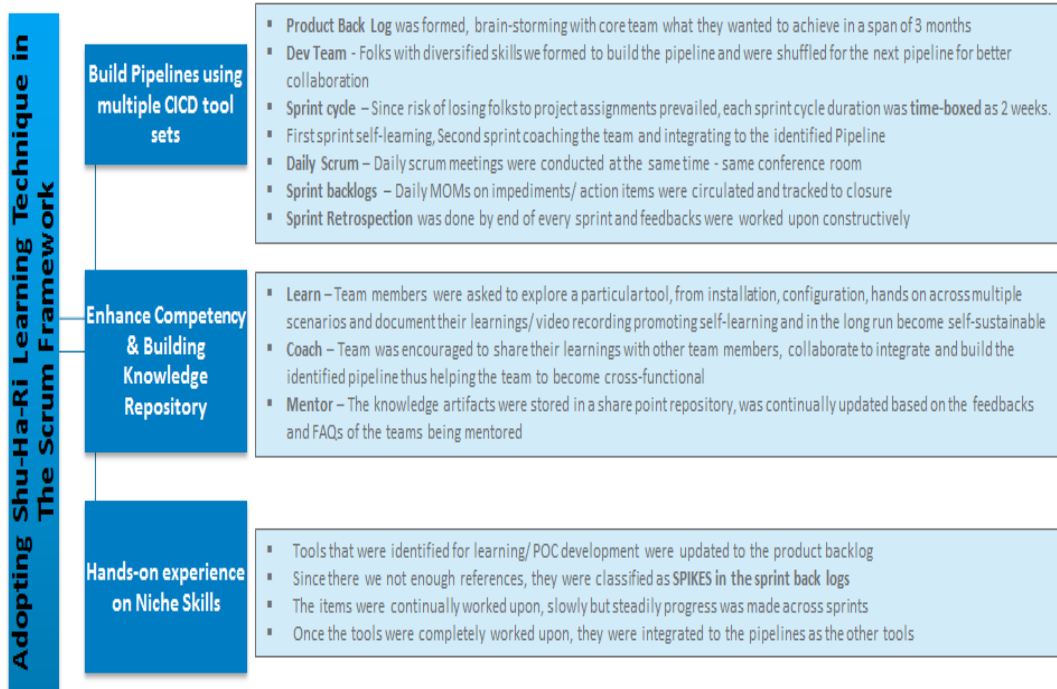 Adopting Shu-Ha-Ri Learning Technique in
The Scrum Framework
Build Pipelines using
multiple CICD tool
sets
▪ Product Back Log was formed, brain-storming with core team what they wanted to achieve in a span of 3 months
▪ Dev Team - Folks with diversified skills we formed to build the pipeline and were shuffled for the next pipeline for better
collaboration
▪ Sprint cycle – Since risk of losing folks to project assignments prevailed, each sprint cycle duration was time-boxed as 2 weeks.
▪ First sprint self-learning, Second sprint coaching the team and integrating to the identified Pipeline
▪ Daily Scrum – Daily scrum meetings were conducted at the same time - same conference room
▪ Sprint backlogs – Daily MOMs on impediments/ action items were circulated and tracked to closure
▪ Sprint Retrospection was done by end of every sprint and feedbacks were worked upon constructively
Enhance Competency
& Building
Knowledge
Repository
▪ Learn – Team members were asked to explore a particular tool, from installation, configuration, hands on across multiple
scenarios and document their learnings/ video recording promoting self-learning and in the long run become self-sustainable
▪ Coach – Team was encouraged to share their learnings with other team members, collaborate to integrate and build the
identified pipeline thus helping the team to become cross-functional
▪ Mentor – The knowledge artifacts were stored in a share point repository, was continually updated based on the feedbacks
and FAQs of the teams being mentored
Hands-on experience
on Niche Skills
▪ Tools that were identified for learning/ POC development were updated to the product backlog
▪ Since there we not enough references, they were classified as SPIKES in the sprint back logs
▪ The items were continually worked upon, slowly but steadily progress was made across sprints
▪ Once the tools were completely worked upon, they were integrated to the pipelines as the other tools